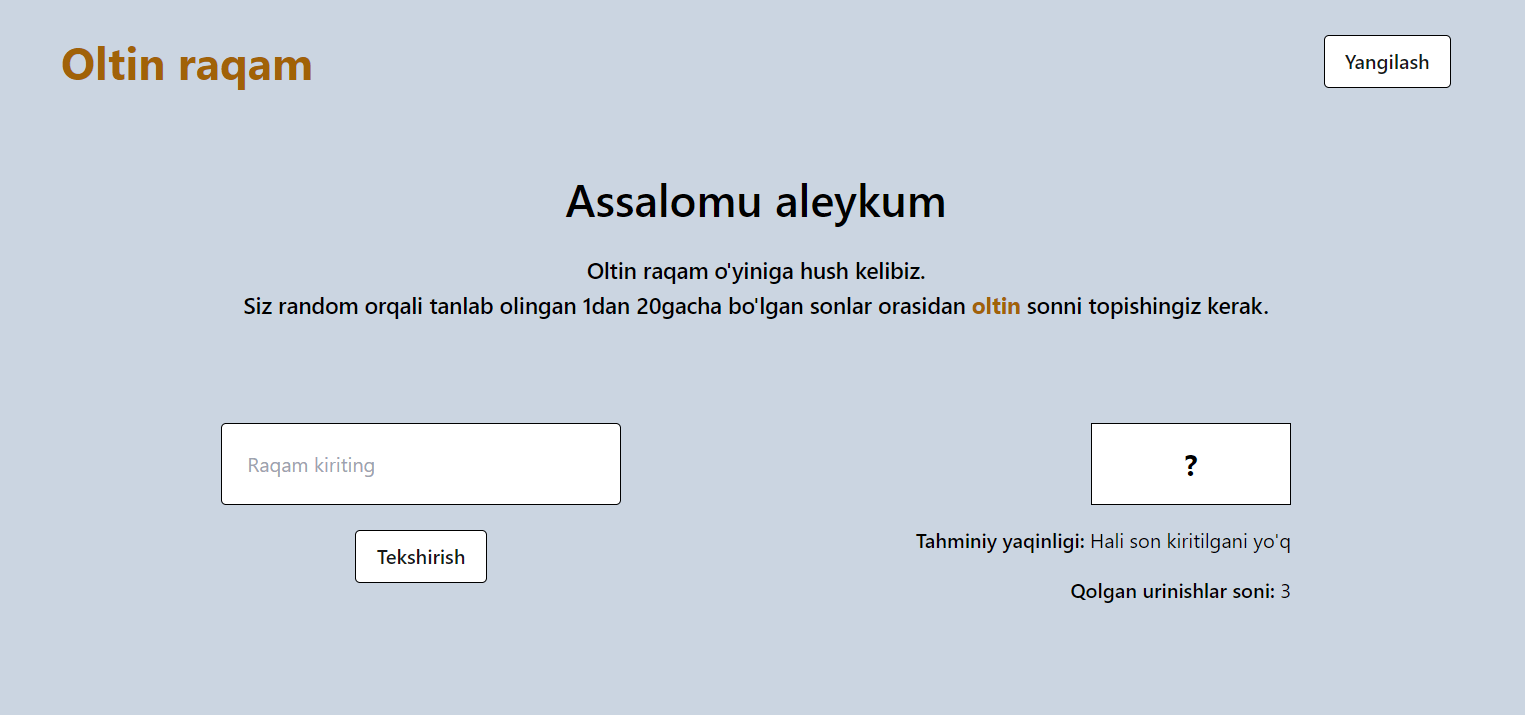 Oltin raqam
Yangilash
Assalomu aleykum
Oltin raqam o'yiniga hush kelibiz.
Siz random orqali tanlab olingan 1dan 20gacha bo'lgan sonlar orasidan oltin sonni topishingiz kerak.
Raqam kiriting
?
Tekshirish
Tahminiy yaqinligi: Hali son kiritilgani yo'q
Qolgan urinishlar soni: 3